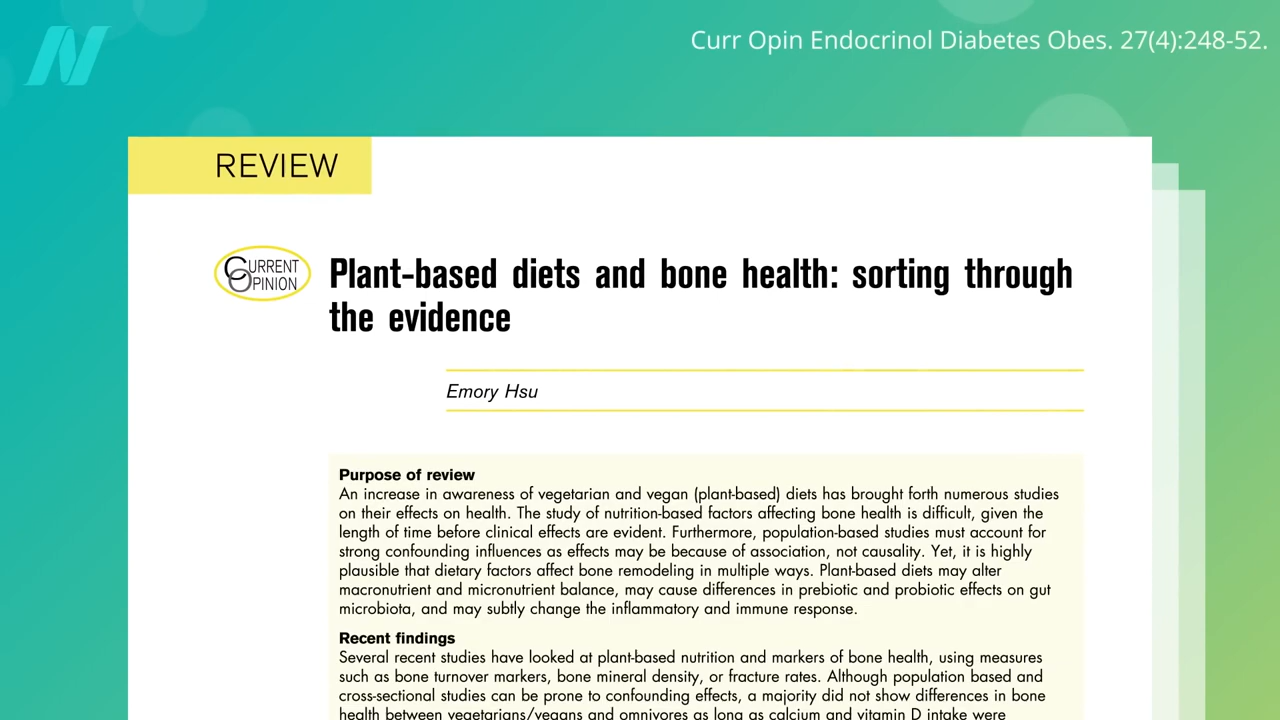 Curr Opin Endocrinol Diabetes Obes. 27(4):248-52.
REVIEW
CURRENT
OPINION
Plant-based diets and bone health: sorting through
the evidence
Emory Hsu
Purpose of review
An increase in awareness of vegetarian and vegan (plant-based) diets has brought forth numerous studies
on their effects on health. The study of nutrition-based factors affecting bone health is difficult, given the
length of time before clinical effects are evident. Furthermore, population-based studies must account for
strong confounding influences as effects may be because of association, not causality. Yet, it is highly
plausible that dietary factors affect bone remodeling in multiple ways. Plant-based diets may alter
macronutrient and micronutrient balance, may cause differences in prebiotic and probiotic effects on gut
microbiota, and may subtly change the inflammatory and immune response.
Recent findings
Several recent studies have looked at plant-based nutrition and markers of bone health, using measures
such as bone turnover markers, bone mineral density, or fracture rates. Although population based and
cross-sectional studies can be prone to confounding effects, a majority did not show differences in bone
health between vegetarians/vegans and omnivores as long as calcium and vitamin D intake were